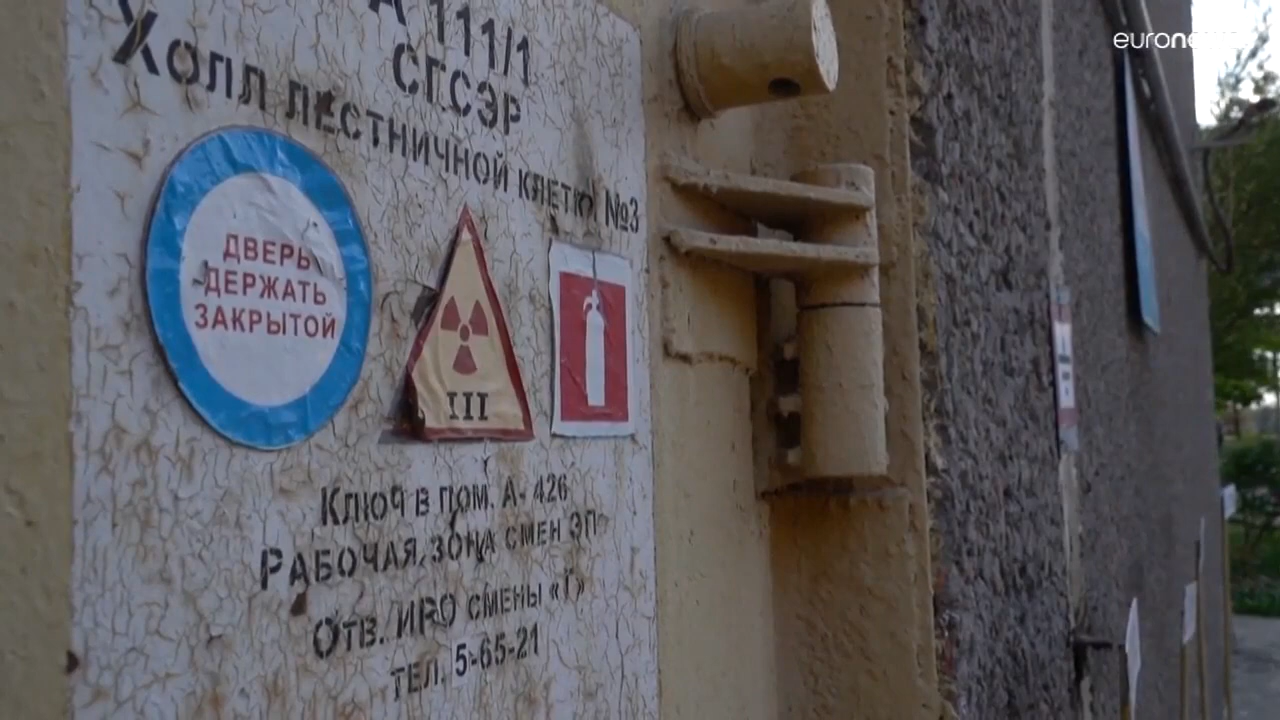 А 111/1
СГСЭР
ХОЛЛ ЛЕСТНИЧНОЙ КЛЕТКИ №3
ДВЕРЬ
ДЕРЖАТЬ
ЗАКРЫТОЙ
III
КЛЮЧ В ПОМ. А-426
РАБОЧАЯ ЗОНА СМЕН ЭП
ОТВ. ИРО СМЕНЫ «Г»
ТЕЛ. 5-65-21
euronews